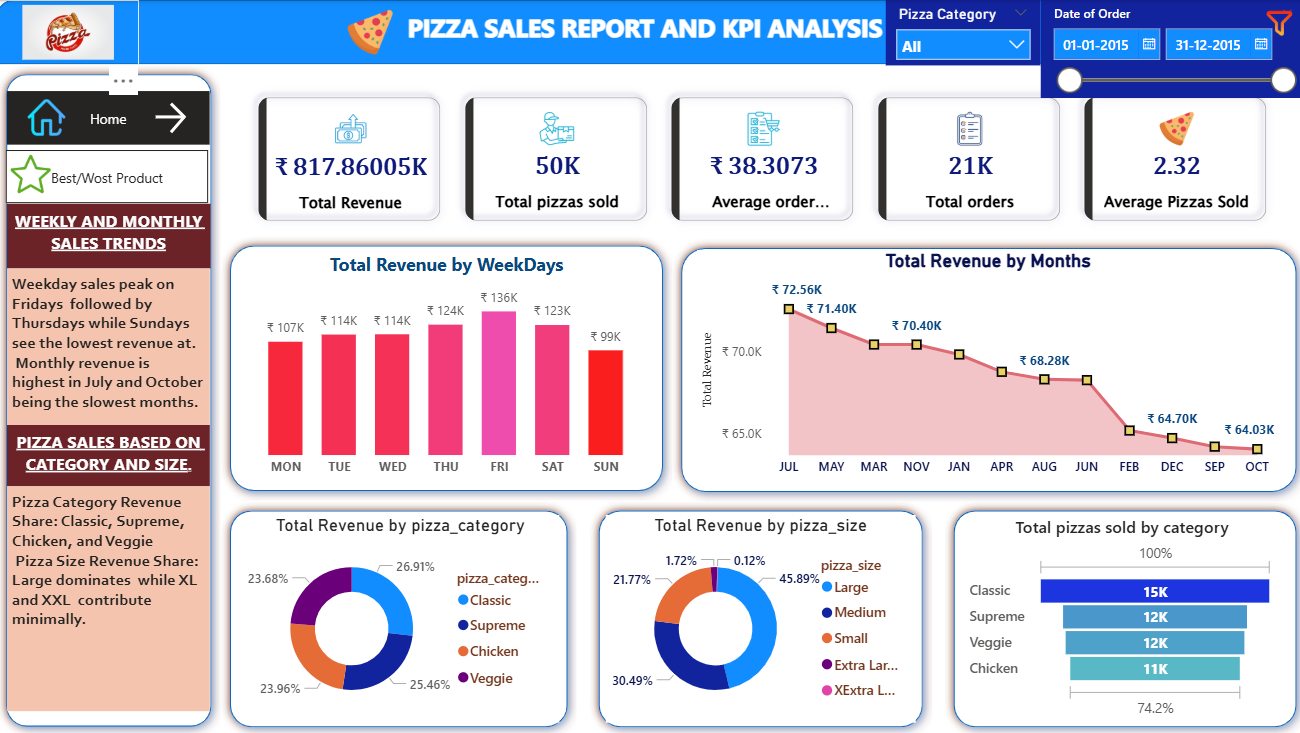 Pizza
PIZZA SALES REPORT AND KPI ANALYSIS
Pizza Category
All
Date of Order
01-01-2015
31-12-2015
Home
Best/Wost Product
WEEKLY AND MONTHLY
SALES TRENDS
Weekday sales peak on
Fridays followed by
Thursdays while Sundays
see the lowest revenue at.
Monthly revenue is
highest in July and October
being the slowest months.
PIZZA SALES BASED ON
CATEGORY AND SIZE.
Pizza Category Revenue
Share: Classic, Supreme,
Chicken, and Veggie
Pizza Size Revenue Share:
Large dominates while XL
and XXL contribute
minimally.
₹ 817.86005K
Total Revenue
50K
Total pizzas sold
₹ 38.3073
Average order...
21K
Total orders
2.32
Average Pizzas Sold
Total Revenue by WeekDays
₹ 107K
₹ 114K
₹ 114K
₹ 124K
₹ 136K
₹ 123K
₹ 99K
MON
TUE
WED
THU
FRI
SAT
SUN
Total Revenue by Months
Total Revenue
₹ 70.0K
₹ 65.0K
₹ 72.56K
₹ 71.40K
₹ 70.40K
₹ 68.28K
₹ 64.70K
₹ 64.03K
JUL
MAY
MAR
NOV
JAN
APR
AUG
JUN
FEB
DEC
SEP
OCT
Total Revenue by pizza_category
26.91%
25.46%
23.96%
23.68%
pizza_categ...
Classic
Supreme
Chicken
Veggie
Total Revenue by pizza_size
1.72%
0.12%
21.77%
45.89%
30.49%
pizza_size
Large
Medium
Small
Extra Lar...
XExtra L...
Total pizzas sold by category
100%
Classic
15K
Supreme
12K
Veggie
12K
Chicken
11K
74.2%